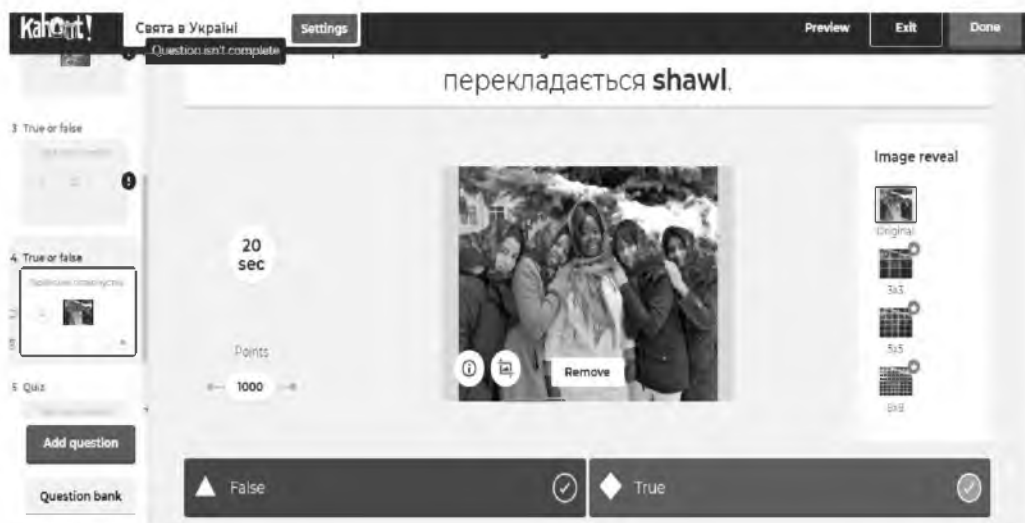 Kahoot!
Свята в Україні
Settings
Preview
Exit
Done
Question isn't complete
перекладається shawl.
3 True or false
4 True or false
5 Quiz
Add question
Question bank
20
sec
Points
1000
Remove
Image reveal
Original
3x3
5x5
8x8
False
True